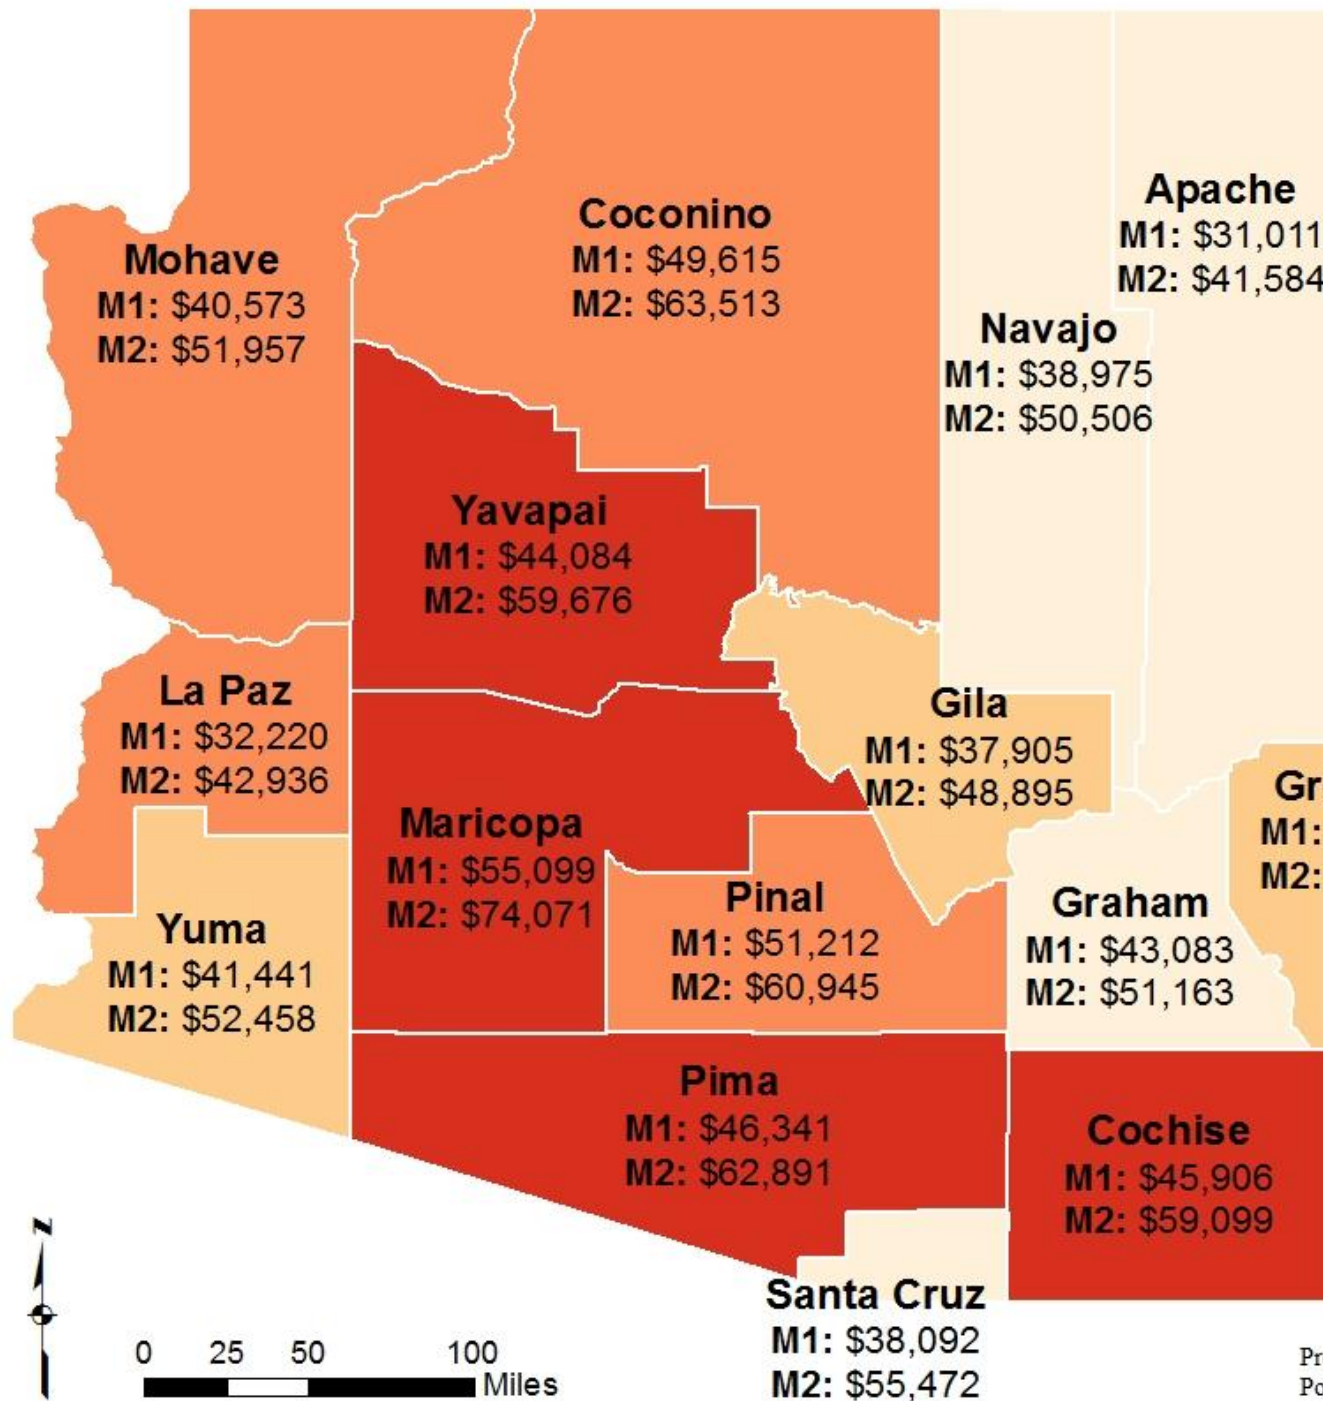 Coconino
M1: $49,615
M2: $63,513
Apache
M1: $31,011
M2: $41,584
Mohave
M1: $40,573
M2: $51,957
Navajo
M1: $38,975
M2: $50,506
Yavapai
M1: $44,084
M2: $59,676
La Paz
M1: $32,220
M2: $42,936
Gila
M1: $37,905
M2: $48,895
Maricopa
M1: $55,099
M2: $74,071
Gr
M1:
M2:
Pinal
M1: $51,212
M2: $60,945
Graham
M1: $43,083
M2: $51,163
Yuma
M1: $41,441
M2: $52,458
Pima
M1: $46,341
M2: $62,891
Cochise
M1: $45,906
M2: $59,099
Santa Cruz
M1: $38,092
M2: $55,472
N
0 25 50 100
Miles
Pr
Po